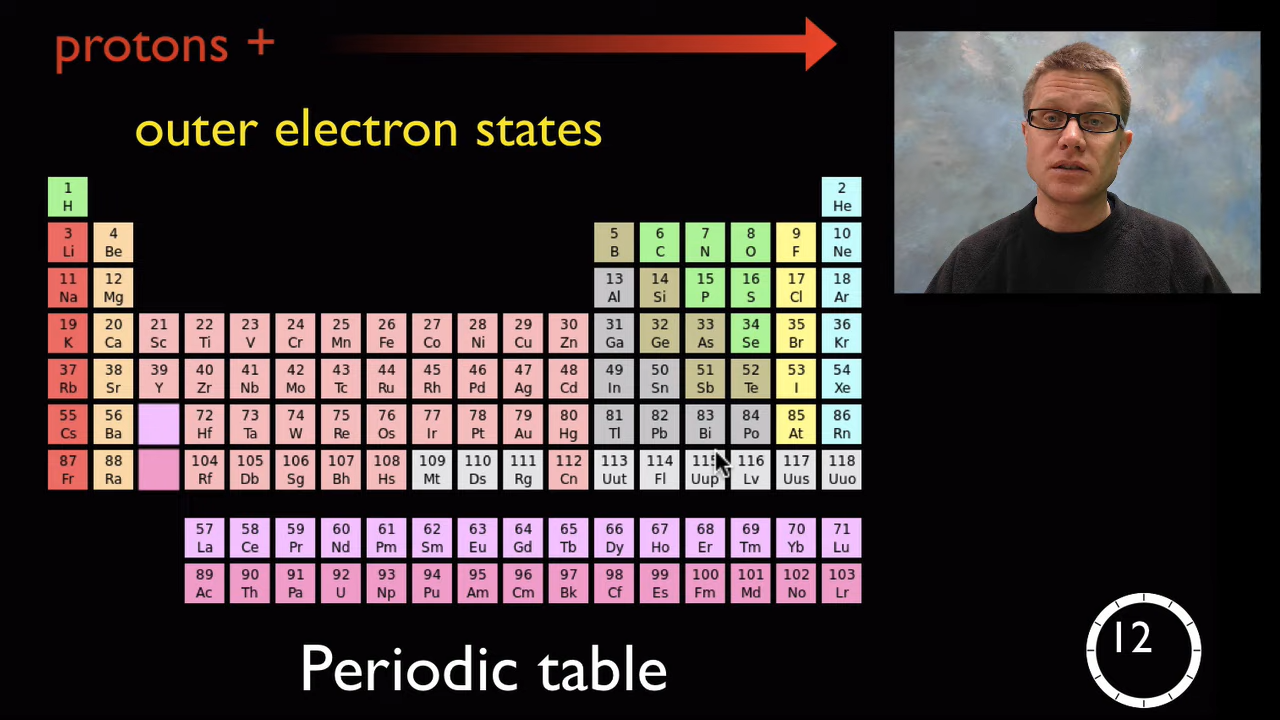 protons +
outer electron states
1 2
H He
3 4 5 6 7 8 9 10
Li Be B C N O F Ne
11 12 13 14 15 16 17 18
Na Mg Al Si P S Cl Ar
19 20 21 22 23 24 25 26 27 28 29 30 31 32 33 34 35 36
K Ca Sc Ti V Cr Mn Fe Co Ni Cu Zn Ga Ge As Se Br Kr
37 38 39 40 41 42 43 44 45 46 47 48 49 50 51 52 53 54
Rb Sr Y Zr Nb Mo Tc Ru Rh Pd Ag Cd In Sn Sb Te I Xe
55 56 72 73 74 75 76 77 78 79 80 81 82 83 84 85 86
Cs Ba Hf Ta W Re Os Ir Pt Au Hg Tl Pb Bi Po At Rn
87 88 104 105 106 107 108 109 110 111 112 113 114 115 116 117 118
Fr Ra Rf Db Sg Bh Hs Mt Ds Rg Cn Uut Fl Uup Lv Uus Uuo
57 58 59 60 61 62 63 64 65 66 67 68 69 70 71
La Ce Pr Nd Pm Sm Eu Gd Tb Dy Ho Er Tm Yb Lu
89 90 91 92 93 94 95 96 97 98 99 100 101 102 103
Ac Th Pa U Np Pu Am Cm Bk Cf Es Fm Md No Lr
Periodic table
12